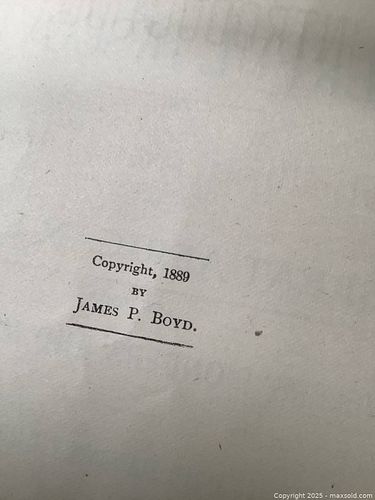 Copyright, 1889
BY
JAMES P. BOYD.
Copyright 2025 - maxsold.com